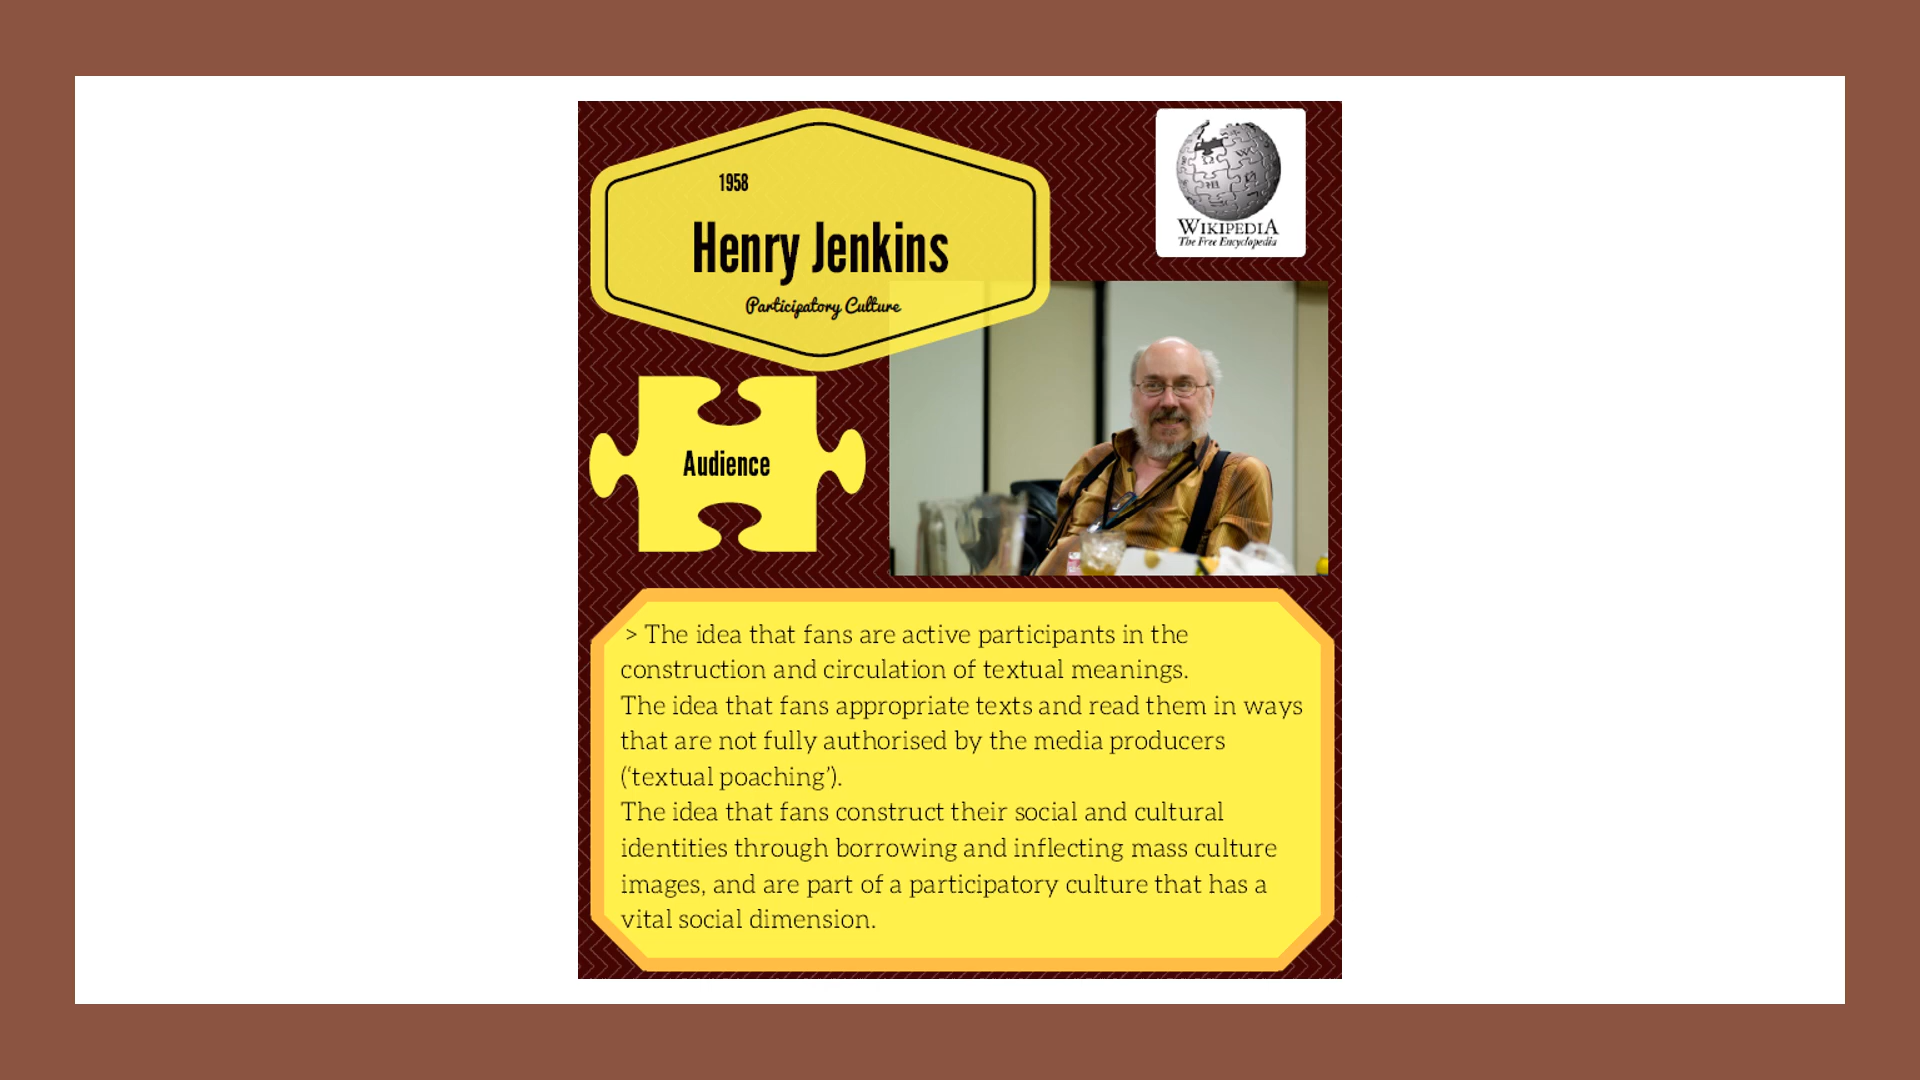 1958
Henry Jenkins
Participatory Culture
WIKIPEDIA
The Free Encyclopedia
Audience
> The idea that fans are active participants in the
construction and circulation of textual meanings.
The idea that fans appropriate texts and read them in ways
that are not fully authorised by the media producers
(‘textual poaching’).
The idea that fans construct their social and cultural
identities through borrowing and inflecting mass culture
images, and are part of a participatory culture that has a
vital social dimension.